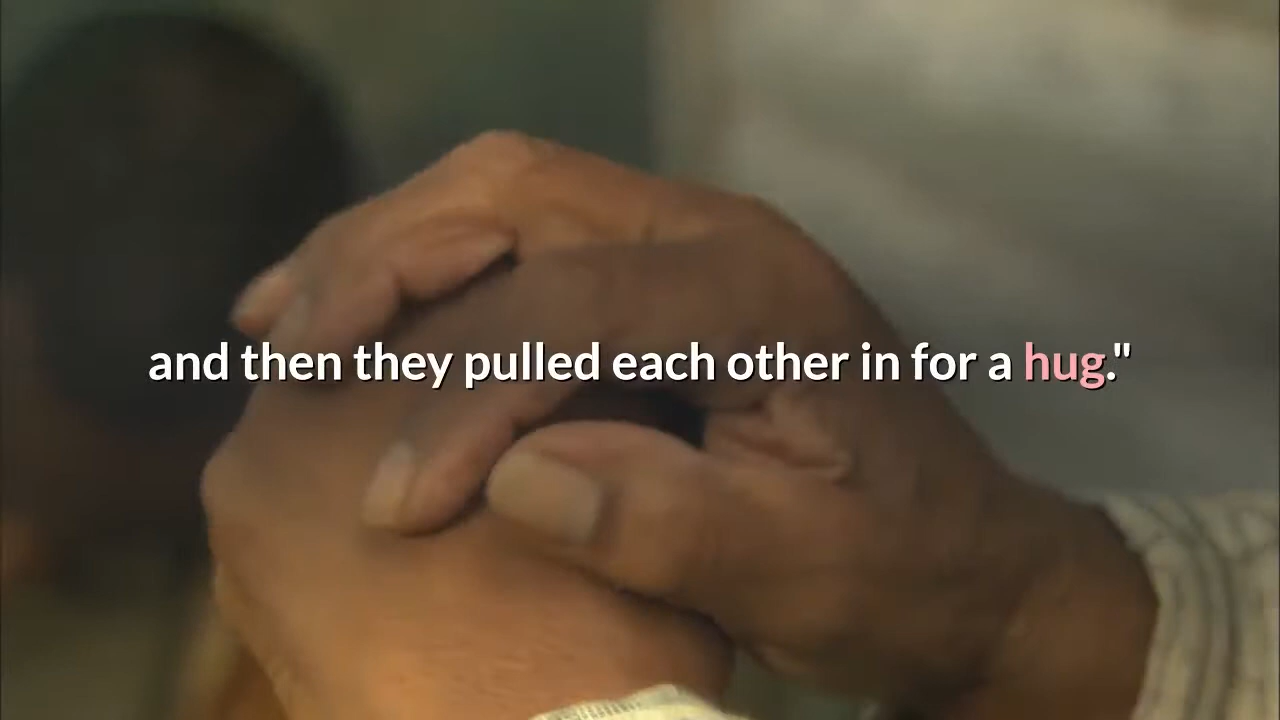 and then they pulled each other in for a hug."